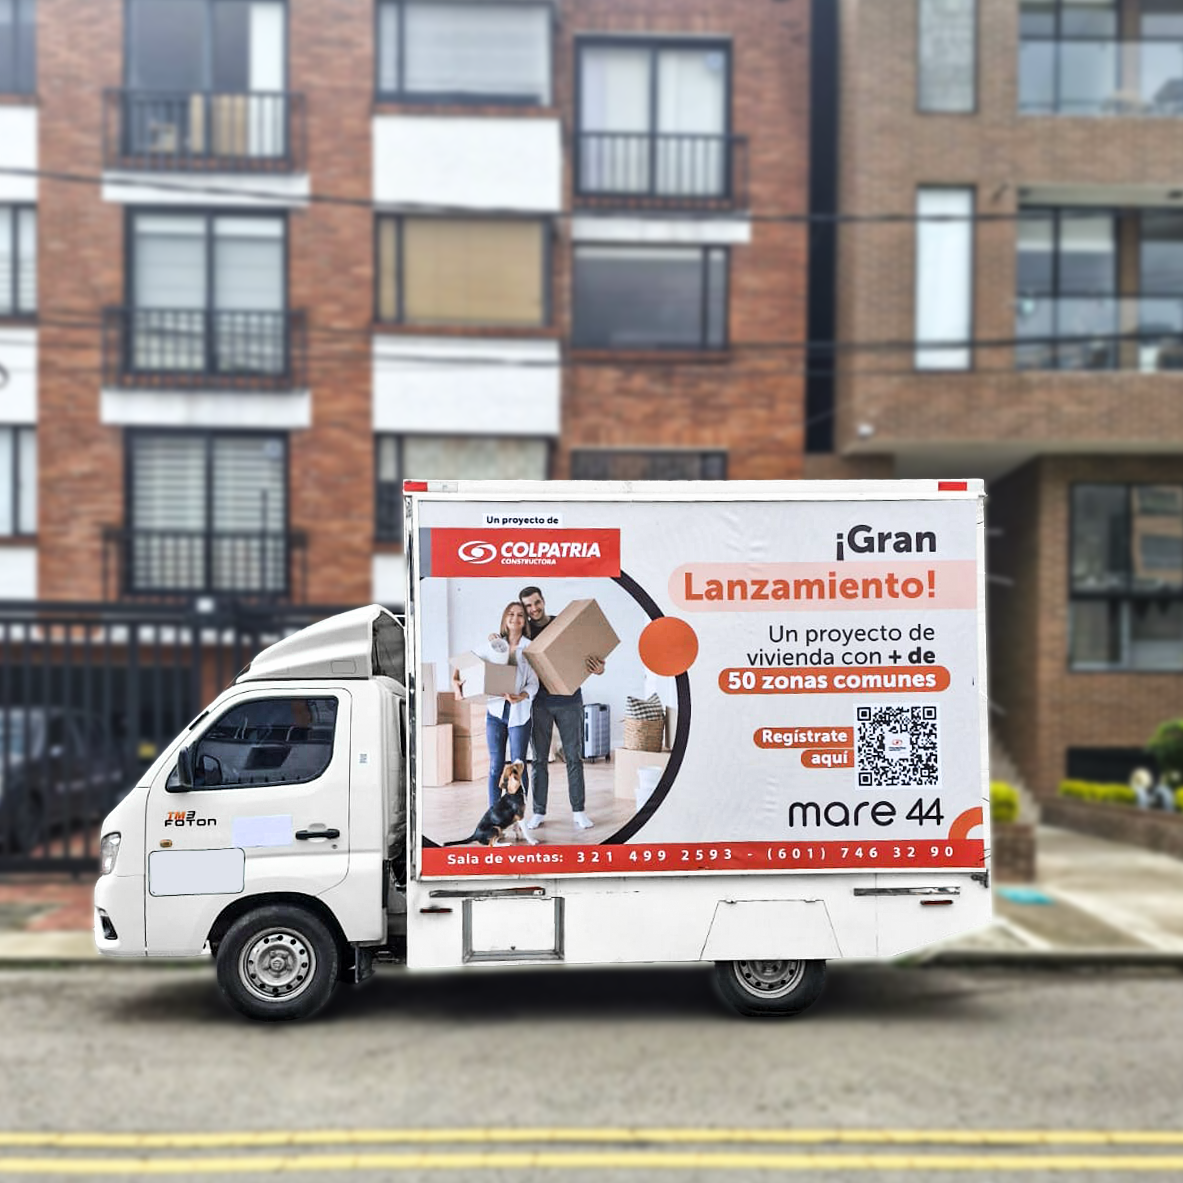 Un proyecto de
COLPATRIA
CONSTRUCTORA
¡Gran
Lanzamiento!
Un proyecto de
vivienda con + de
50 zonas comunes
Regístrate
aquí
mare 44
Sala de ventas: 321 499 2593 - (601) 746 32 90
TM3
FOTON